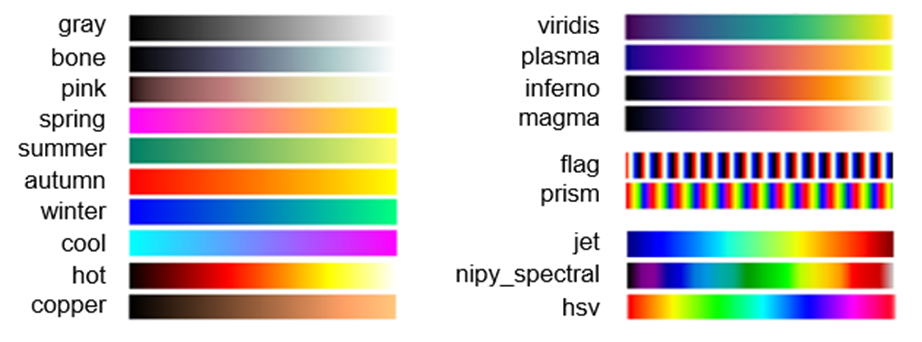 gray
bone
pink
spring
summer
autumn
winter
cool
hot
copper
viridis
plasma
inferno
magma
flag
prism
jet
nipy_spectral
hsv